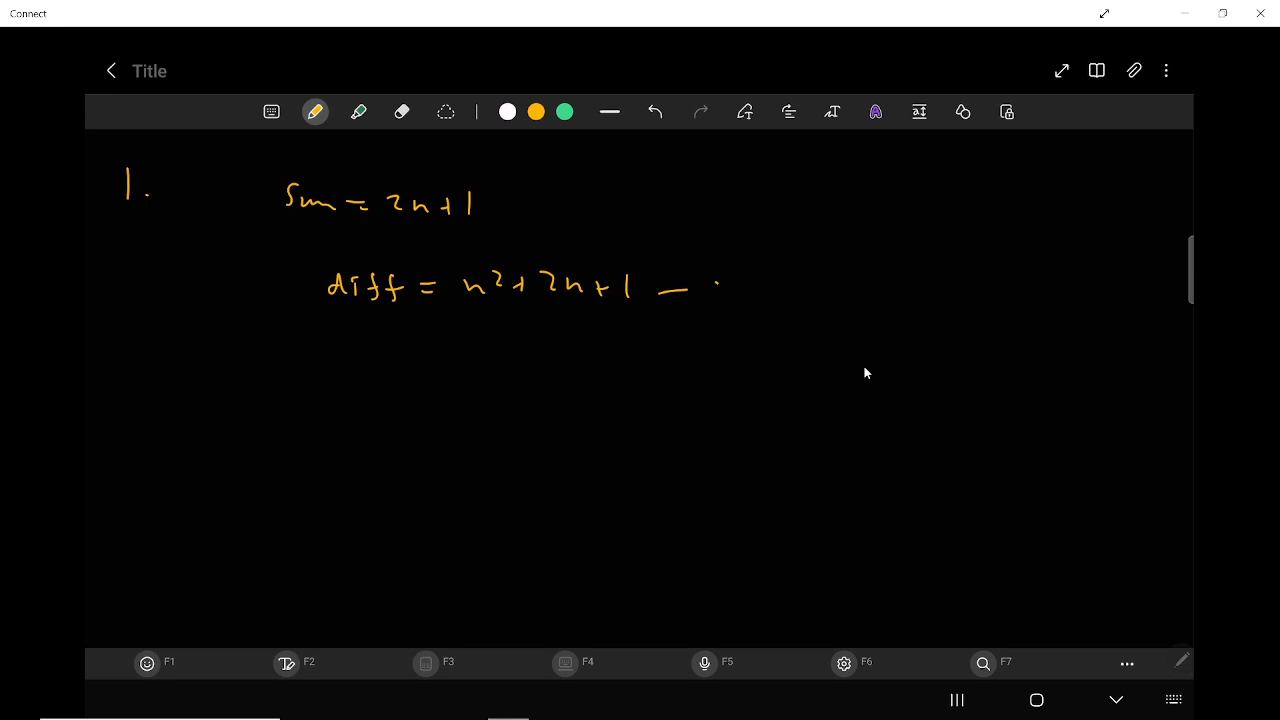 Connect
Title
1.
Sum = 2n+1
diff = n²+2n+1 – .
F1 F2 F3 F4 F5 F6 F7